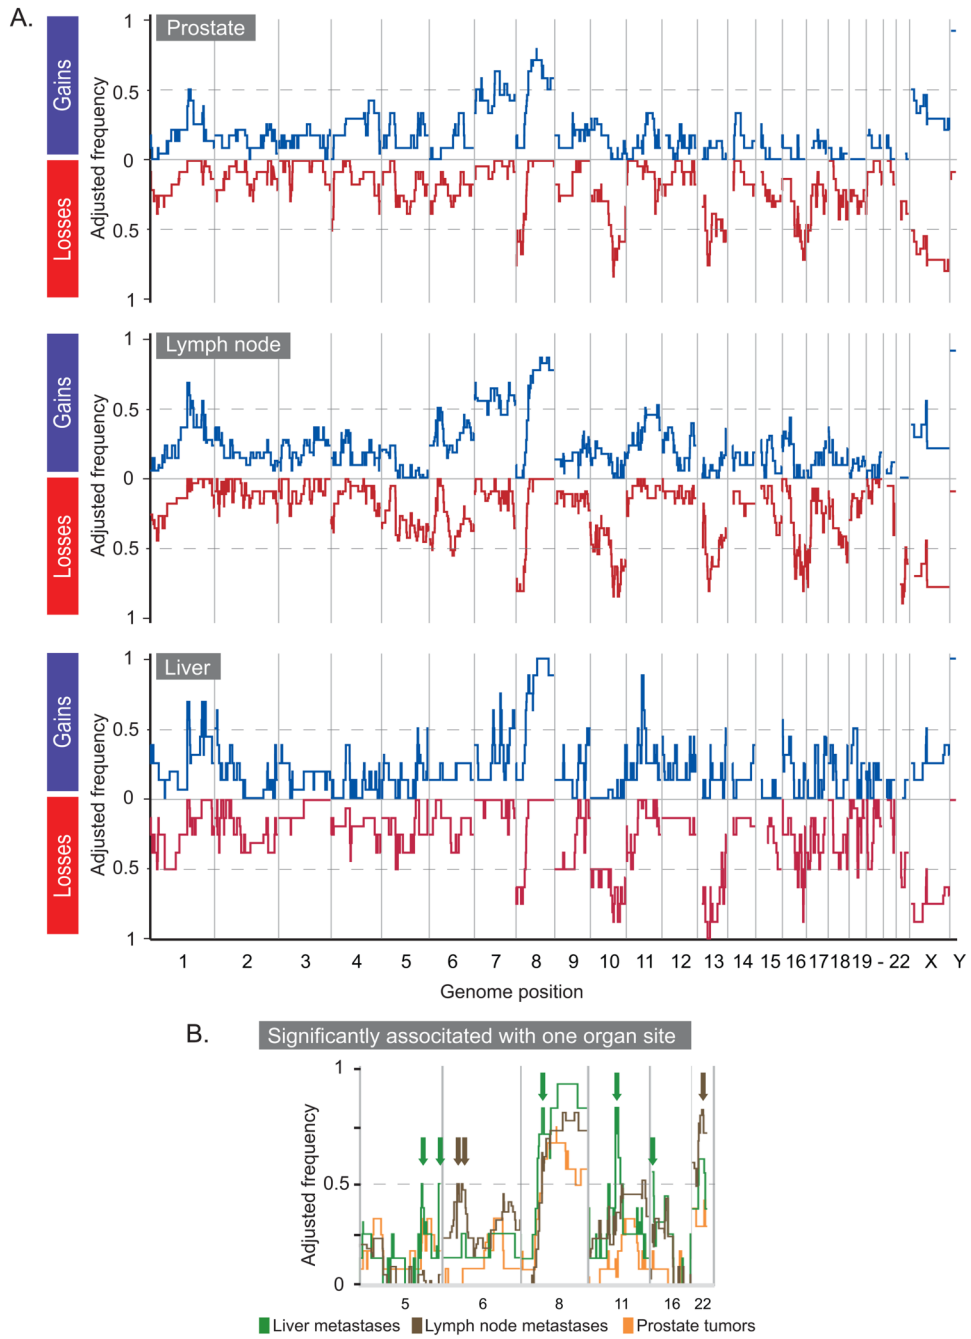 A.
Prostate
Gains
Losses
Adjusted frequency
1
0.5
0
0.5
1
Lymph node
Gains
Losses
Adjusted frequency
1
0.5
0
0.5
1
Liver
Gains
Losses
Adjusted frequency
1
0.5
0
0.5
1
1 2 3 4 5 6 7 8 9 10 11 12 13 14 15 16 17 18 19 - 22 X Y
Genome position
B.
Significantly associtated with one organ site
Adjusted frequency
1
0.5
0
5 6 8 11 16 22
Liver metastases Lymph node metastases Prostate tumors